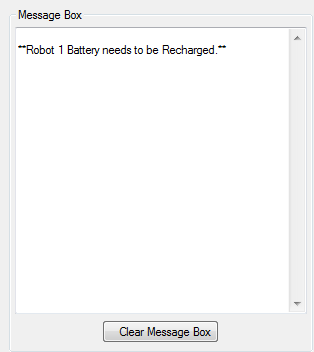 Message Box
**Robot 1 Battery needs to be Recharged.**
Clear Message Box